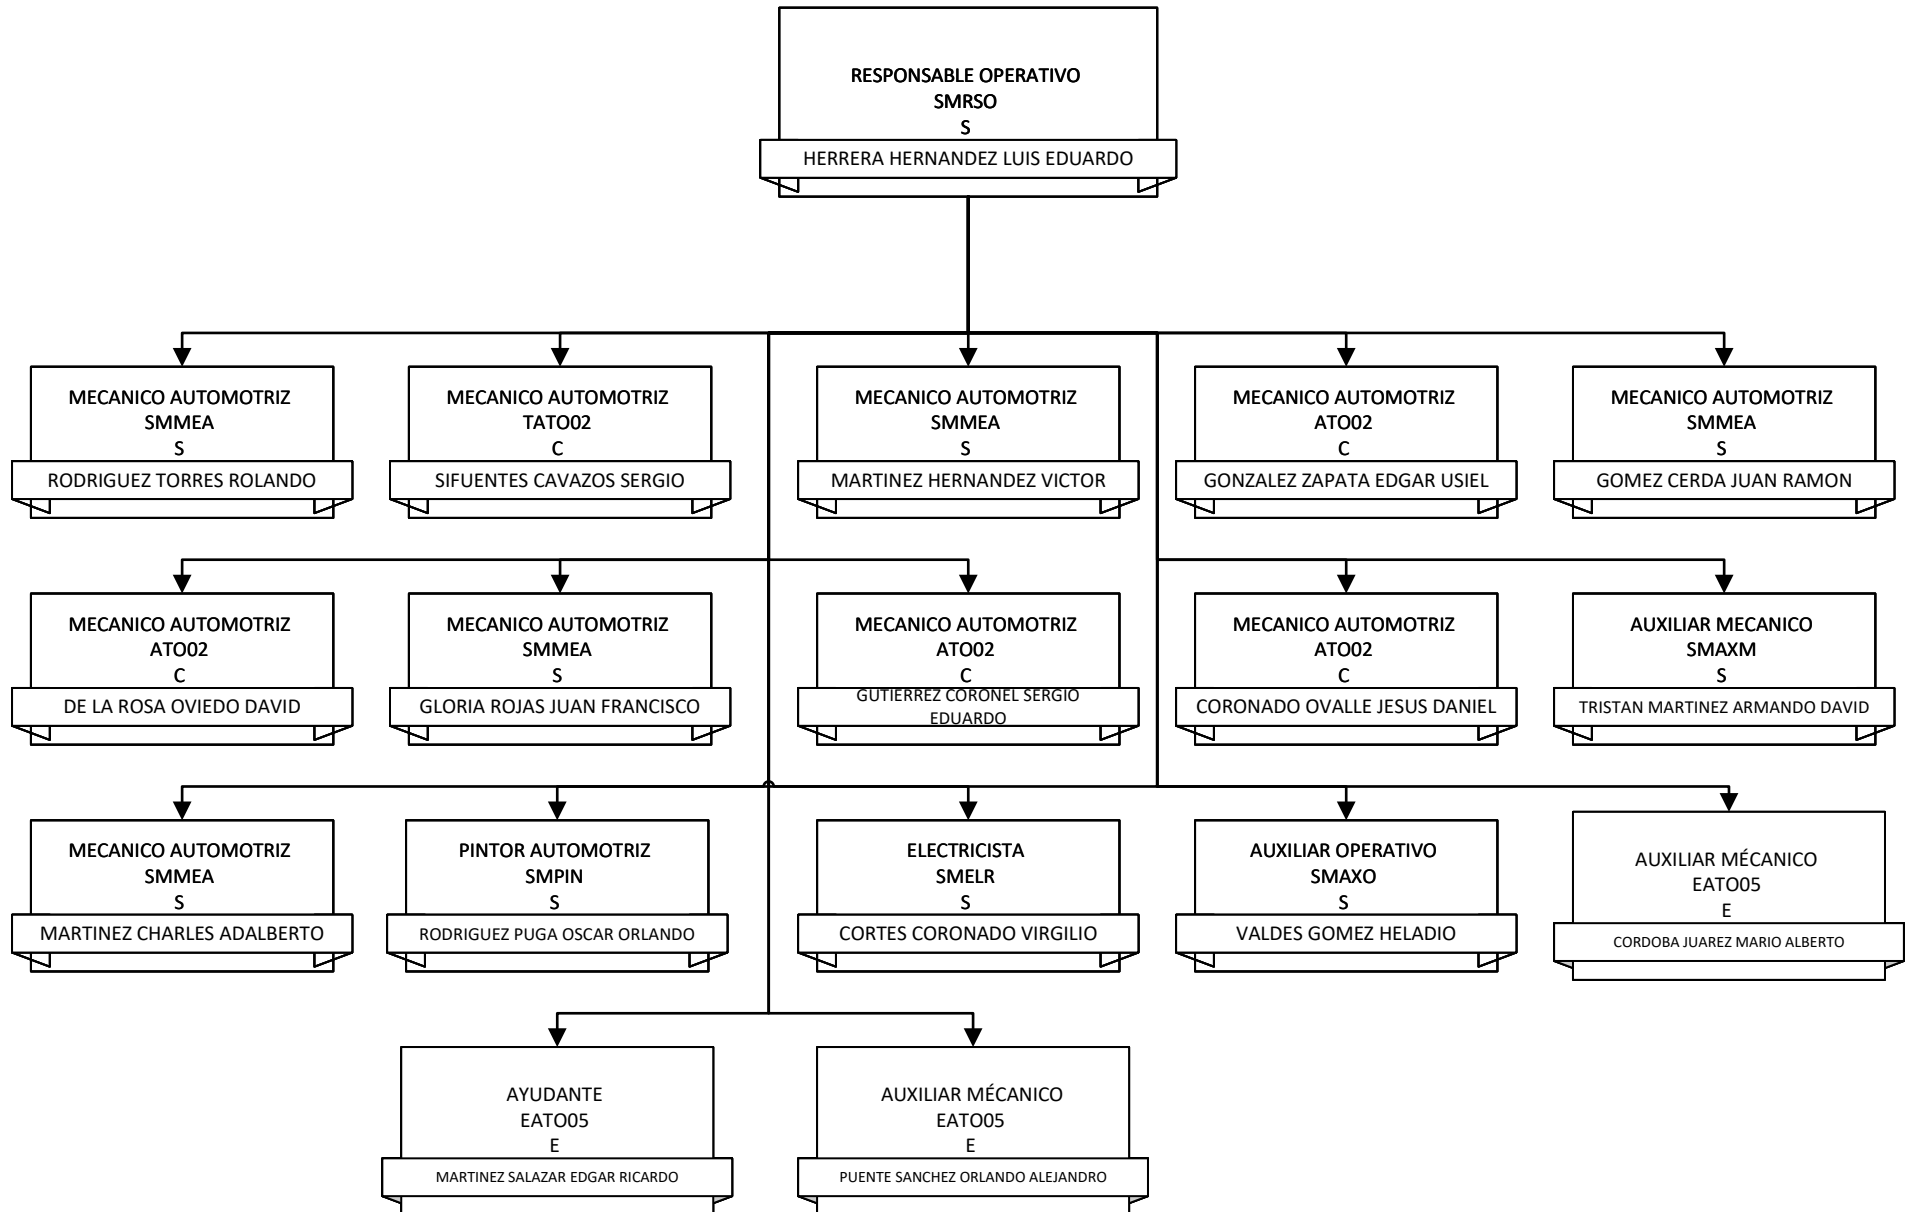 RESPONSABLE OPERATIVO
SMRSO
S
HERRERA HERNANDEZ LUIS EDUARDO
MECANICO AUTOMOTRIZ
SMMEA
S
RODRIGUEZ TORRES ROLANDO
MECANICO AUTOMOTRIZ
TATO02
C
SIFUENTES CAVAZOS SERGIO
MECANICO AUTOMOTRIZ
SMMEA
S
MARTINEZ HERNANDEZ VICTOR
MECANICO AUTOMOTRIZ
ATO02
C
GONZALEZ ZAPATA EDGAR USIEL
MECANICO AUTOMOTRIZ
SMMEA
S
GOMEZ CERDA JUAN RAMON
MECANICO AUTOMOTRIZ
ATO02
C
DE LA ROSA OVIEDO DAVID
MECANICO AUTOMOTRIZ
SMMEA
S
GLORIA ROJAS JUAN FRANCISCO
MECANICO AUTOMOTRIZ
ATO02
C
GUTIERREZ CORONEL SERGIO
EDUARDO
MECANICO AUTOMOTRIZ
ATO02
C
CORONADO OVALLE JESUS DANIEL
AUXILIAR MECANICO
SMAXM
S
TRISTAN MARTINEZ ARMANDO DAVID
MECANICO AUTOMOTRIZ
SMMEA
S
MARTINEZ CHARLES ADALBERTO
PINTOR AUTOMOTRIZ
SMPIN
S
RODRIGUEZ PUGA OSCAR ORLANDO
ELECTRICISTA
SMELR
S
CORTES CORONADO VIRGILIO
AUXILIAR OPERATIVO
SMAXO
S
VALDES GOMEZ HELADIO
AUXILIAR MÉCANICO
EATO05
E
CORDOBA JUAREZ MARIO ALBERTO
AYUDANTE
EATO05
E
MARTINEZ SALAZAR EDGAR RICARDO
AUXILIAR MÉCANICO
EATO05
E
PUENTE SANCHEZ ORLANDO ALEJANDRO